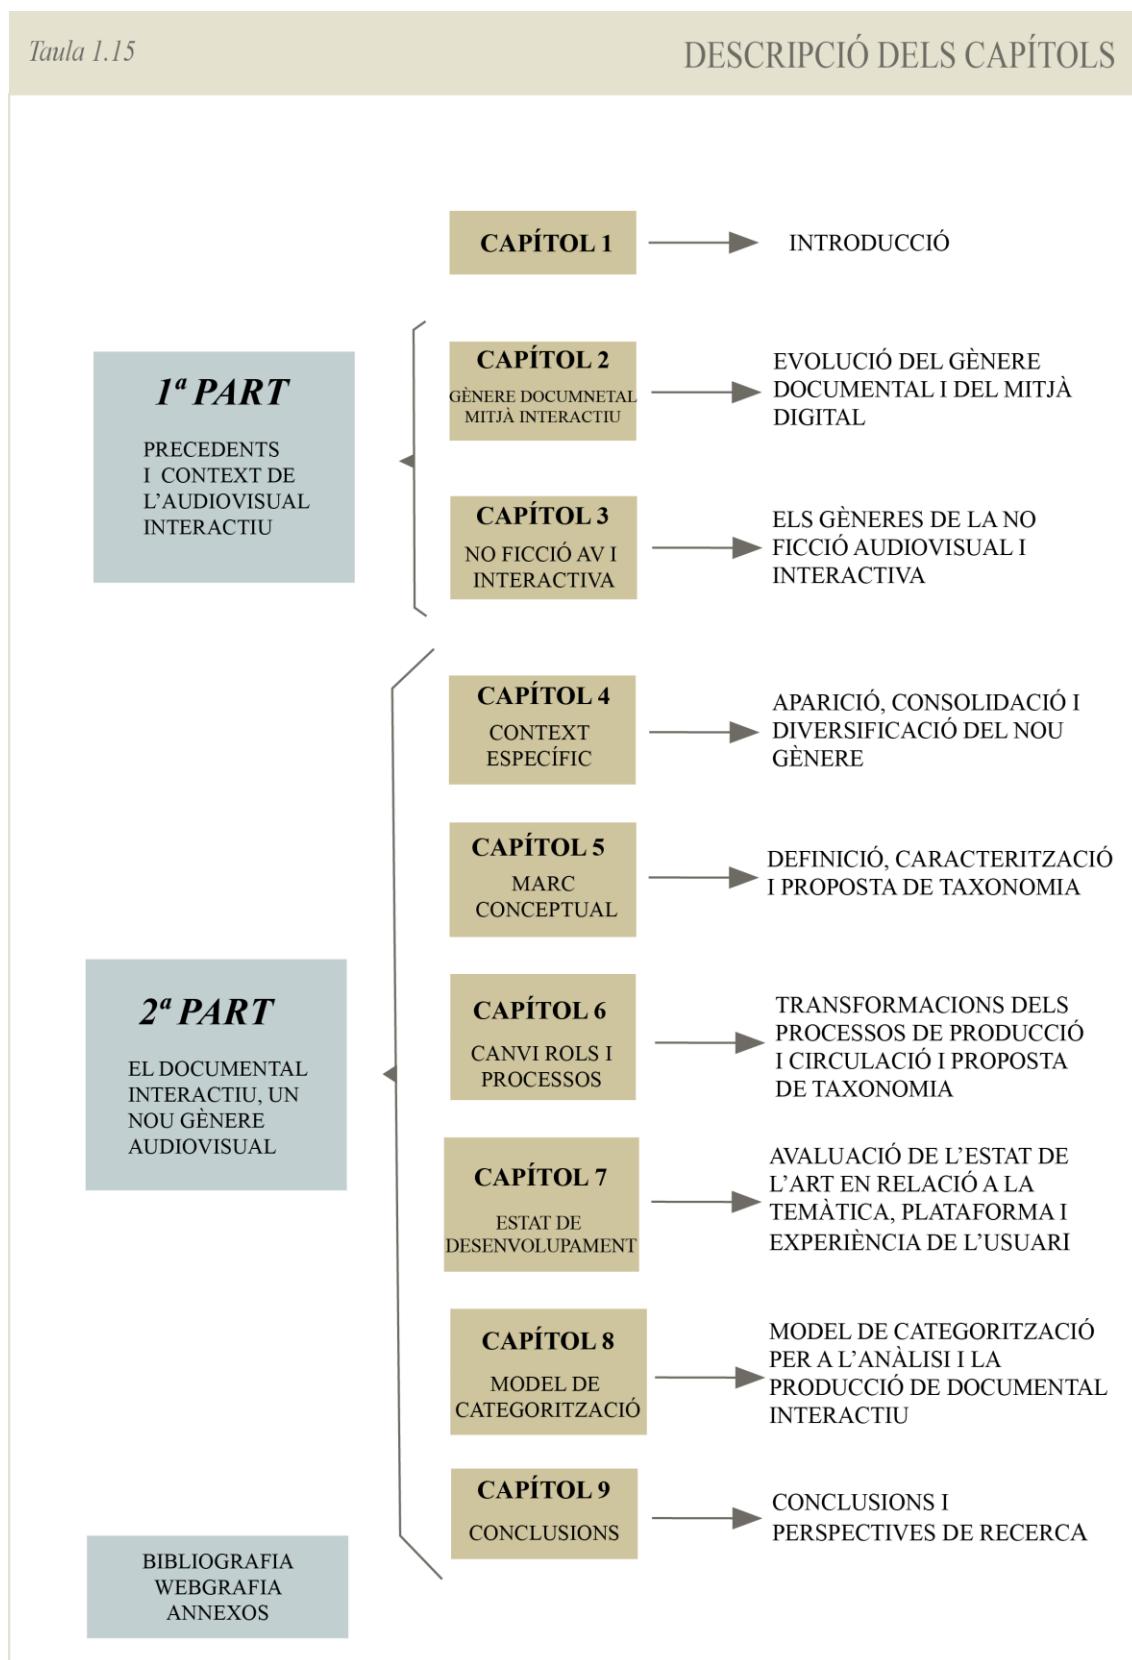 Taula 1.15
DESCRIPCIÓ DELS CAPÍTOLS
CAPÍTOL 1
INTRODUCCIÓ
1ª PART
PRECEDENTS
I CONTEXT DE
L’AUDIOVISUAL
INTERACTIU
CAPÍTOL 2
GÈNERE DOCUMNETAL
MITJÀ INTERACTIU
EVOLUCIÓ DEL GÈNERE
DOCUMENTAL I DEL MITJÀ
DIGITAL
CAPÍTOL 3
NO FICCIÓ AV I
INTERACTIVA
ELS GÈNERES DE LA NO
FICCIÓ AUDIOVISUAL I
INTERACTIVA
2ª PART
EL DOCUMENTAL
INTERACTIU, UN
NOU GÈNERE
AUDIOVISUAL
CAPÍTOL 4
CONTEXT
ESPECÍFIC
APARICIÓ, CONSOLIDACIÓ I
DIVERSIFICACIÓ DEL NOU
GÈNERE
CAPÍTOL 5
MARC
CONCEPTUAL
DEFINICIÓ, CARACTERITZACIÓ
I PROPOSTA DE TAXONOMIA
CAPÍTOL 6
CANVI ROLS I
PROCESSOS
TRANSFORMACIONS DELS
PROCESSOS DE PRODUCCIÓ
I CIRCULACIÓ I PROPOSTA
DE TAXONOMIA
CAPÍTOL 7
ESTAT DE
DESENVOLUPAMENT
AVALUACIÓ DE L’ESTAT DE
L’ART EN RELACIÓ A LA
TEMÀTICA, PLATAFORMA I
EXPERIÈNCIA DE L’USUARI
CAPÍTOL 8
MODEL DE
CATEGORITZACIÓ
MODEL DE CATEGORITZACIÓ
PER A L’ANÀLISI I LA
PRODUCCIÓ DE DOCUMENTAL
INTERACTIU
CAPÍTOL 9
CONCLUSIONS
CONCLUSIONS I
PERSPECTIVES DE RECERCA
BIBLIOGRAFIA
WEBGRAFIA
ANNEXOS